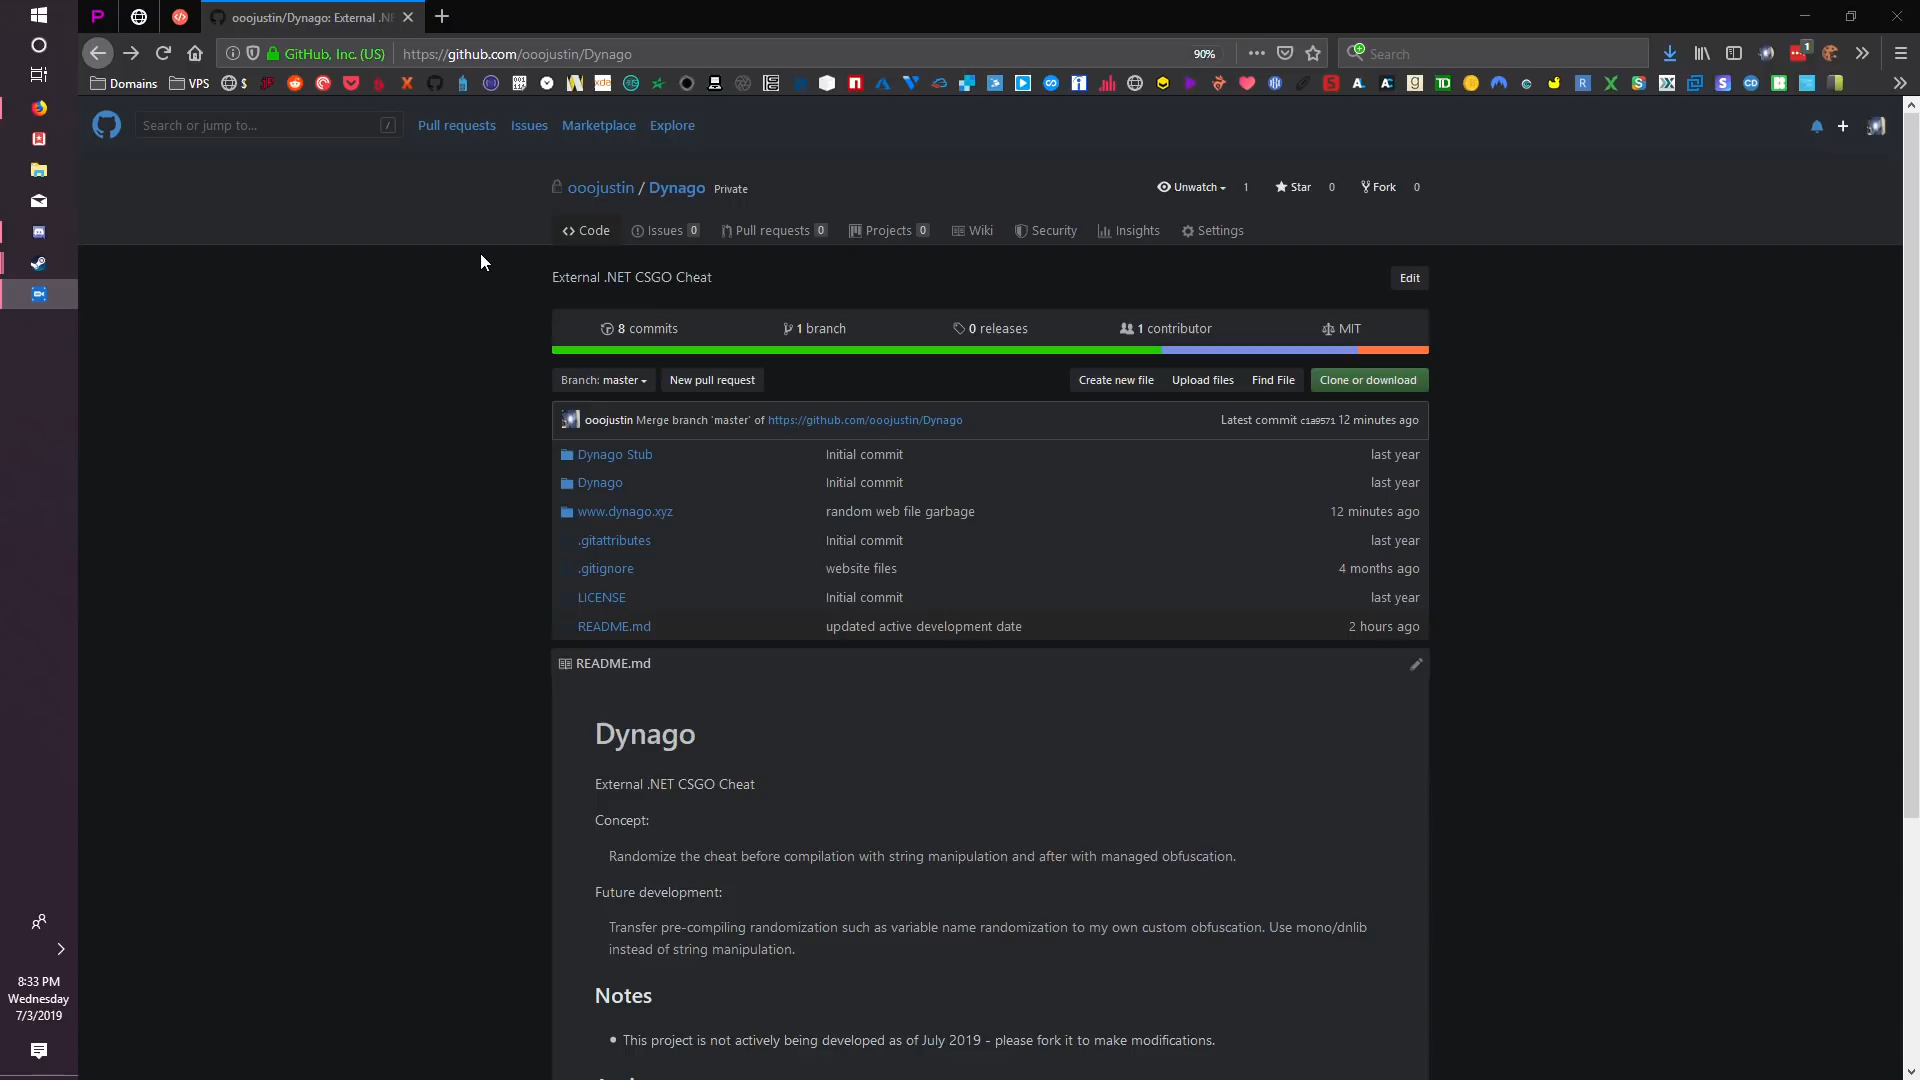 ooojustin/Dynago: External .NE
GitHub, Inc. (US)
https://github.com/ooojustin/Dynago
90%
Search
1
Domains
VPS
$
Search or jump to...
/
Pull requests
Issues
Marketplace
Explore
ooojustin / Dynago Private
Unwatch 1
Star 0
Fork 0
Code
Issues 0
Pull requests 0
Projects 0
Wiki
Security
Insights
Settings
External .NET CSGO Cheat
Edit
8 commits
1 branch
0 releases
1 contributor
MIT
Branch: master
New pull request
Create new file
Upload files
Find File
Clone or download
ooojustin Merge branch 'master' of https://github.com/ooojustin/Dynago
Latest commit c1a9571 12 minutes ago
Dynago Stub Initial commit last year
Dynago Initial commit last year
www.dynago.xyz random web file garbage 12 minutes ago
.gitattributes Initial commit last year
.gitignore website files 4 months ago
LICENSE Initial commit last year
README.md updated active development date 2 hours ago
README.md
Dynago
External .NET CSGO Cheat
Concept:
Randomize the cheat before compilation with string manipulation and after with managed obfuscation.
Future development:
Transfer pre-compiling randomization such as variable name randomization to my own custom obfuscation. Use mono/dnlib
instead of string manipulation.
Notes
This project is not actively being developed as of July 2019 - please fork it to make modifications.
8:33 PM
Wednesday
7/3/2019